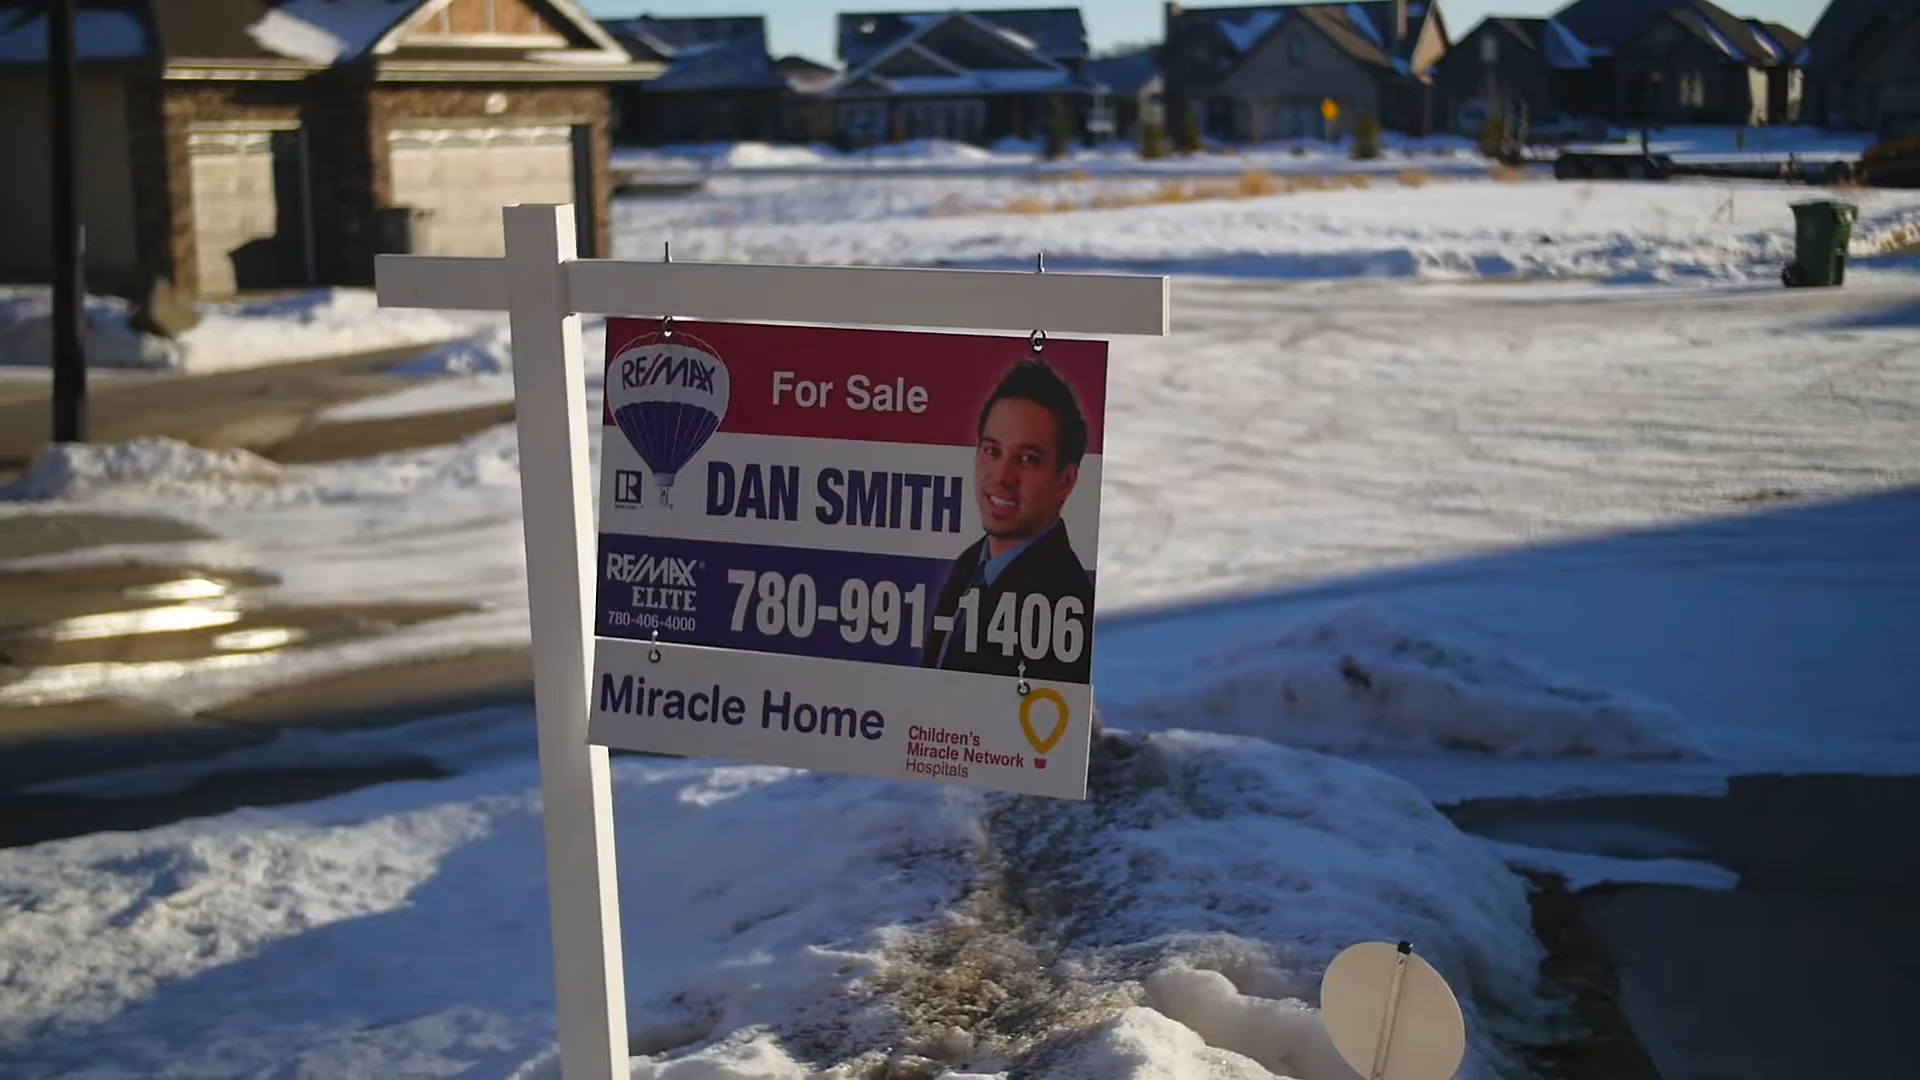 RE/MAX
For Sale
R
DAN SMITH
RE/MAX®
ELITE
780-406-4000
780-991-1406
Miracle Home
Children's
Miracle Network
Hospitals